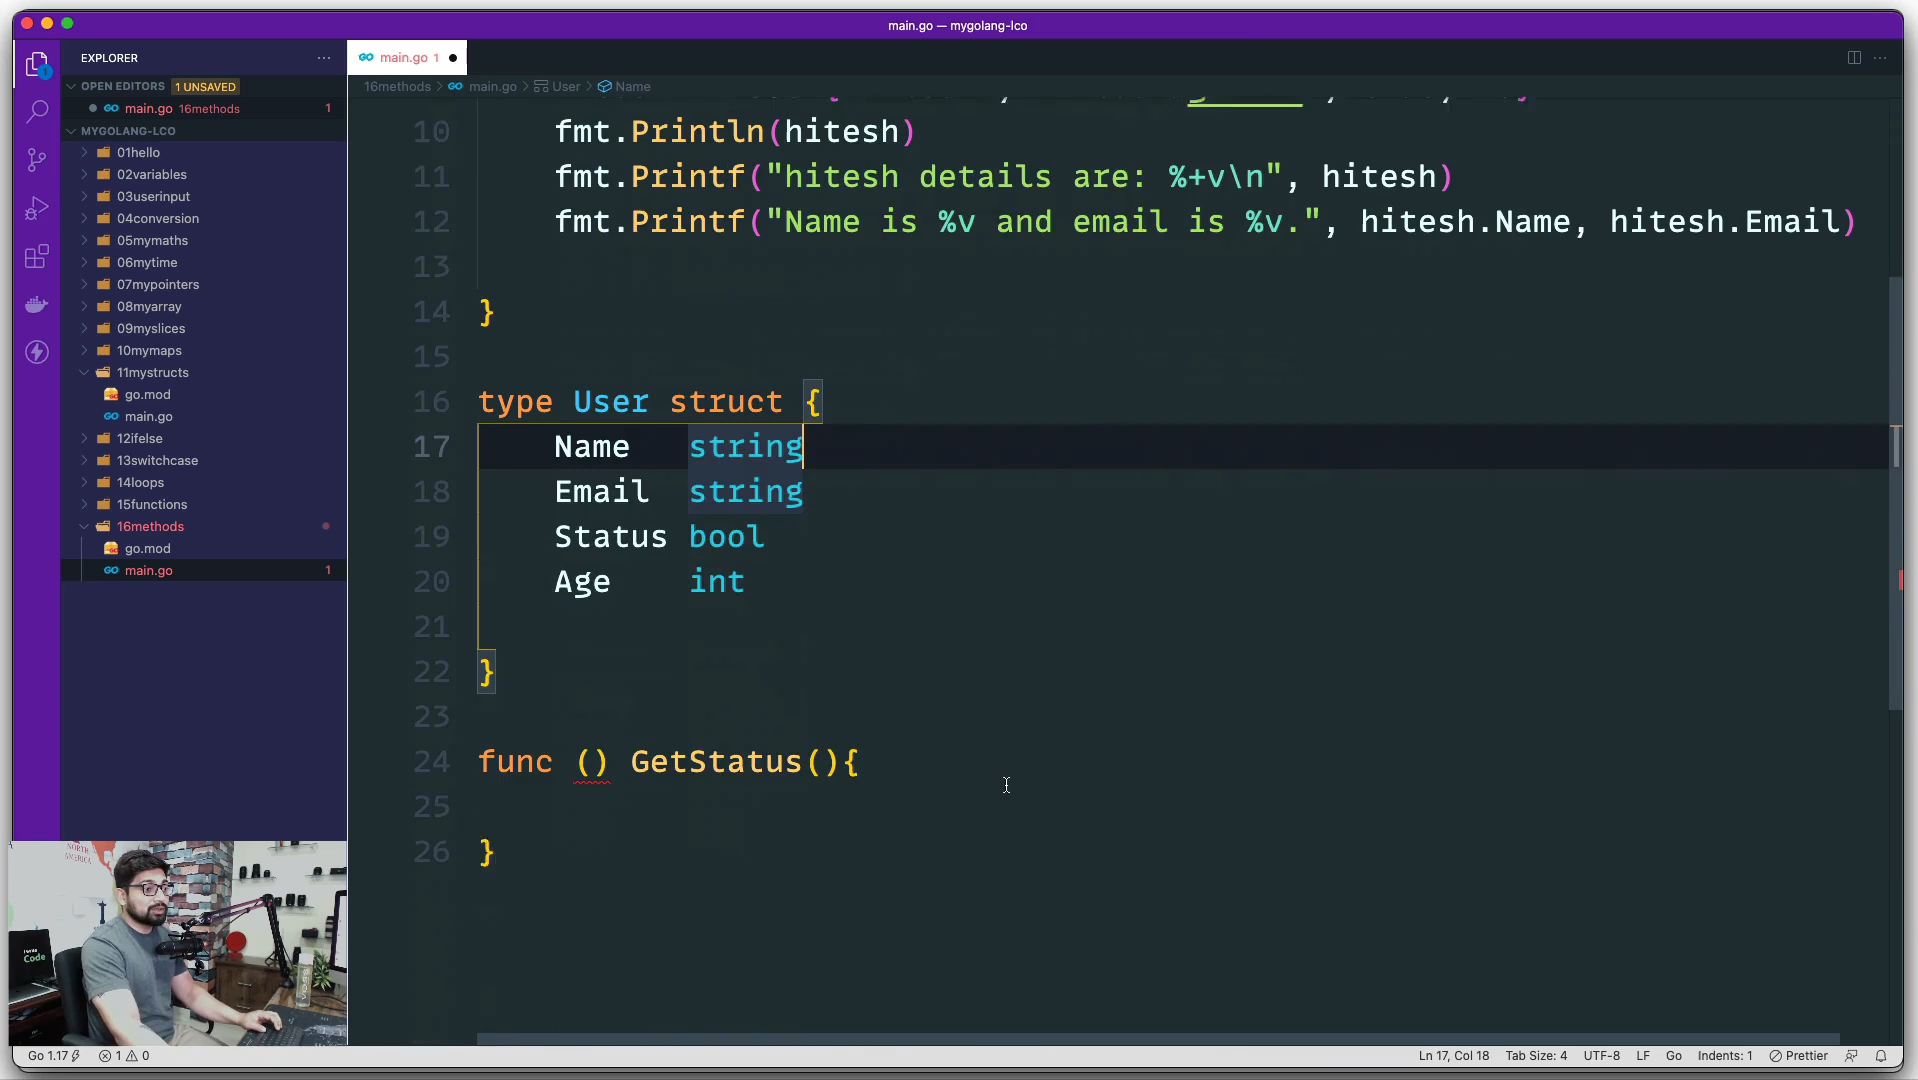 main.go — mygolang-lco
EXPLORER
OPEN EDITORS 1 UNSAVED
main.go 16methods 1
MYGOLANG-LCO
01hello
02variables
03userinput
04conversion
05mymaths
06mytime
07mypointers
08myarray
09myslices
10mymaps
11mystructs
go.mod
main.go
12ifelse
13switchcase
14loops
15functions
16methods
go.mod
main.go 1
main.go 1
16methods > main.go > User > Name
10 fmt.Println(hitesh)
11 fmt.Printf("hitesh details are: %+v\n", hitesh)
12 fmt.Printf("Name is %v and email is %v.", hitesh.Name, hitesh.Email)
13
14 }
15
16 type User struct {
17 Name string
18 Email string
19 Status bool
20 Age int
21
22 }
23
24 func () GetStatus(){
25
26 }
NORTH
AMERICA
Code
Go 1.17 1 0
Ln 17, Col 18 Tab Size: 4 UTF-8 LF Go Indents: 1 Prettier